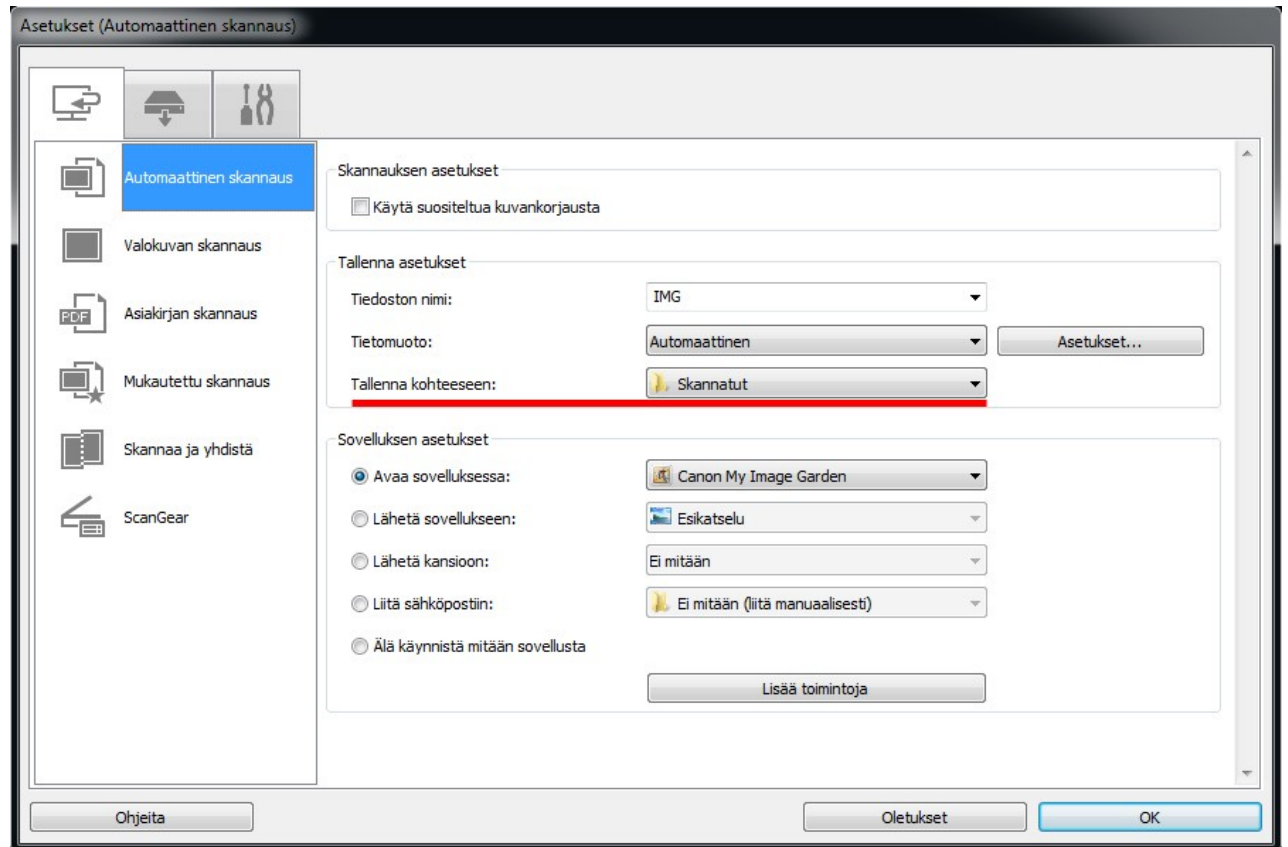 Asetukset (Automaattinen skannaus)
Automaattinen skannaus
Valokuvan skannaus
PDF
Asiakirjan skannaus
Mukautettu skannaus
Skannaa ja yhdistä
ScanGear
Skannauksen asetukset
Käytä suositeltua kuvankorjausta
Tallenna asetukset
Tiedoston nimi: IMG
Tietomuoto: Automaattinen Asetukset...
Tallenna kohteeseen: Skannatut
Sovelluksen asetukset
Avaa sovelluksessa: Canon My Image Garden
Lähetä sovellukseen: Esikatselu
Lähetä kansioon: Ei mitään
Liitä sähköpostiin: Ei mitään (liitä manuaalisesti)
Älä käynnistä mitään sovellusta
Lisää toimintoja
Ohjeita Oletukset OK